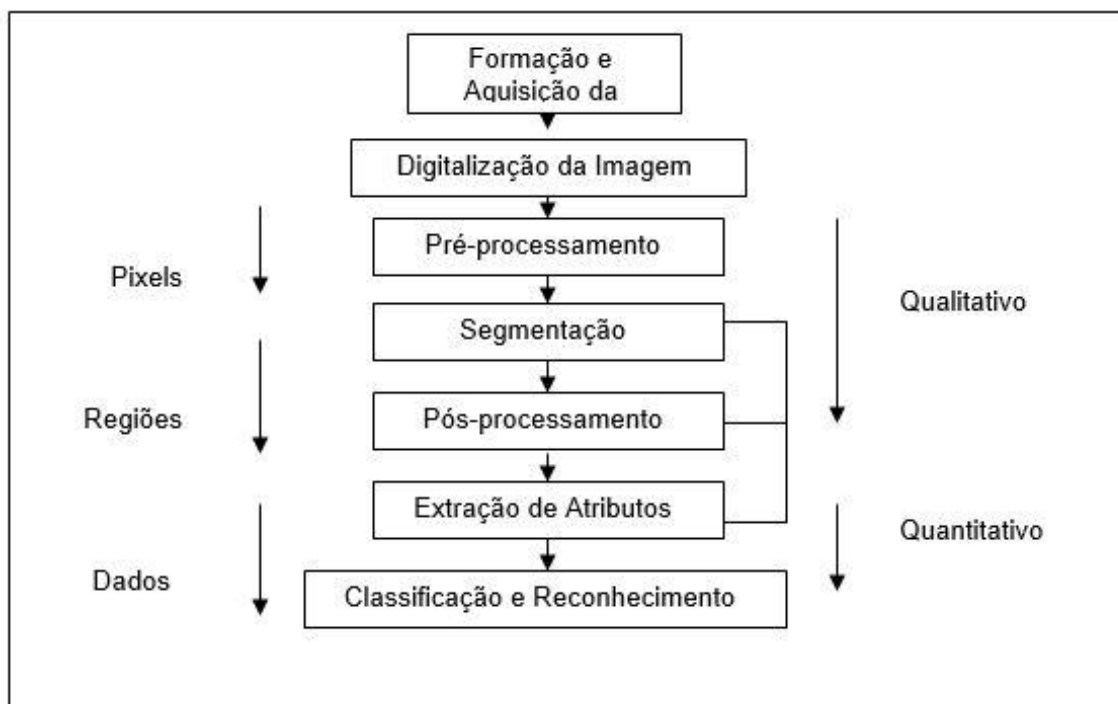 Formação e
Aquisição da
Digitalização da Imagem
Pré-processamento
Pixels
Qualitativo
Segmentação
Regiões
Pós-processamento
Extração de Atributos
Quantitativo
Dados
Classificação e Reconhecimento